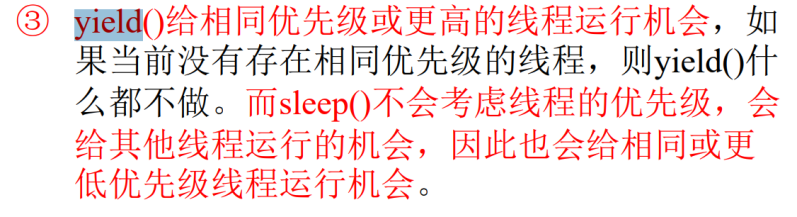 ③ yield()给相同优先级或更高的线程运行机会，如
果当前没有存在相同优先级的线程，则yield()什
么都不做。而sleep()不会考虑线程的优先级，会
给其他线程运行的机会，因此也会给相同或更
低优先级线程运行机会。